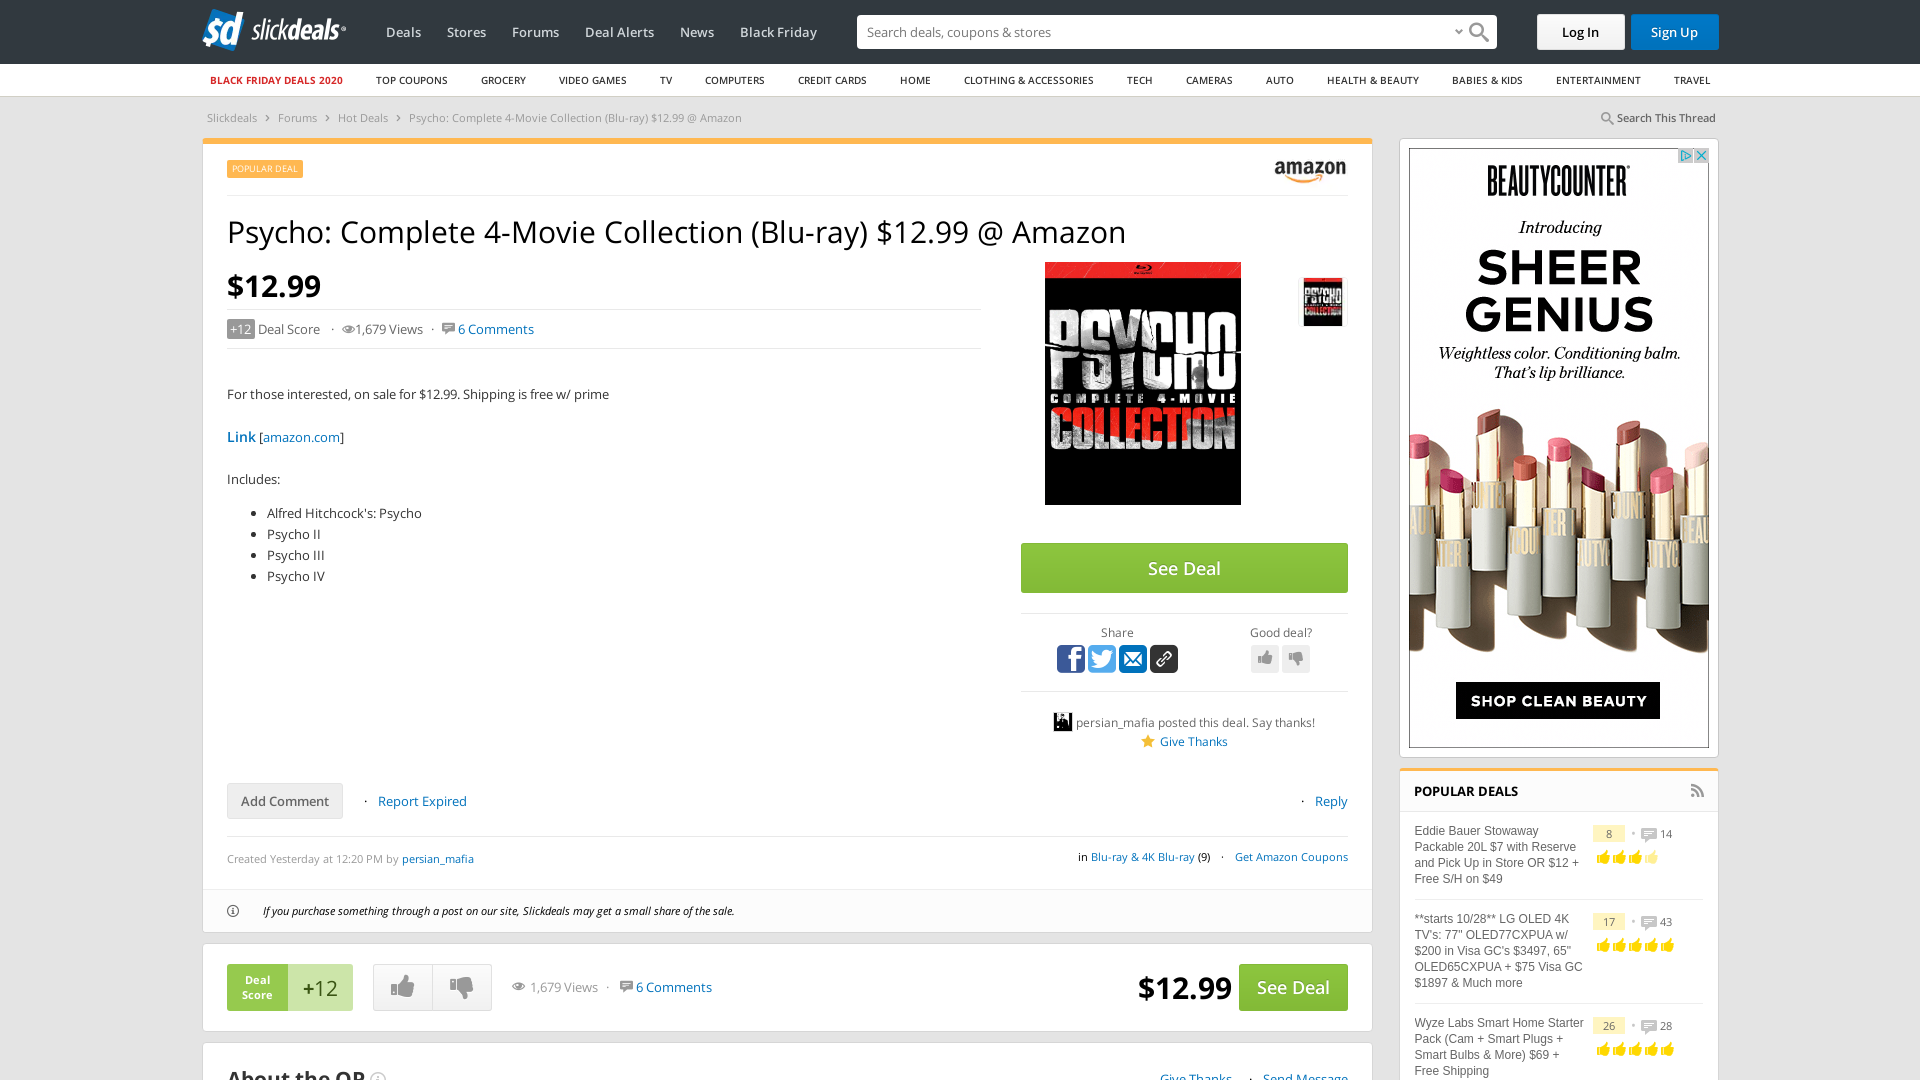 slickdeals
Deals Stores Forums Deal Alerts News Black Friday
Search deals, coupons & stores
Log In Sign Up
BLACK FRIDAY DEALS 2020 TOP COUPONS GROCERY VIDEO GAMES TV COMPUTERS CREDIT CARDS HOME CLOTHING & ACCESSORIES TECH CAMERAS AUTO HEALTH & BEAUTY BABIES & KIDS ENTERTAINMENT TRAVEL
Slickdeals > Forums > Hot Deals > Psycho: Complete 4-Movie Collection (Blu-ray) $12.99 @ Amazon
Search This Thread
POPULAR DEAL
amazon
Psycho: Complete 4-Movie Collection (Blu-ray) $12.99 @ Amazon
$12.99
+12 Deal Score · 1,679 Views · 6 Comments
For those interested, on sale for $12.99. Shipping is free w/ prime
Link [amazon.com]
Includes:
• Alfred Hitchcock's: Psycho
• Psycho II
• Psycho III
• Psycho IV
PSYCHO
COMPLETE 4-MOVIE
COLLECTION
See Deal
Share
Good deal?
persian_mafia posted this deal. Say thanks!
Give Thanks
Add Comment · Report Expired
· Reply
Created Yesterday at 12:20 PM by persian_mafia
in Blu-ray & 4K Blu-ray (9) · Get Amazon Coupons
If you purchase something through a post on our site, Slickdeals may get a small share of the sale.
Deal
Score
+12
1,679 Views · 6 Comments
$12.99
See Deal
About the OP
Give Thanks · Send Message
BEAUTYCOUNTER
Introducing
SHEER
GENIUS
Weightless color. Conditioning balm.
That's lip brilliance.
SHOP CLEAN BEAUTY
POPULAR DEALS
Eddie Bauer Stowaway
Packable 20L $7 with Reserve
and Pick Up in Store OR $12 +
Free S/H on $49
8 • 14
**starts 10/28** LG OLED 4K
TV's: 77" OLED77CXPUA w/
$200 in Visa GC's $3497, 65"
OLED65CXPUA + $75 Visa GC
$1897 & Much more
17 • 43
Wyze Labs Smart Home Starter
Pack (Cam + Smart Plugs +
Smart Bulbs & More) $69 +
Free Shipping
26 • 28